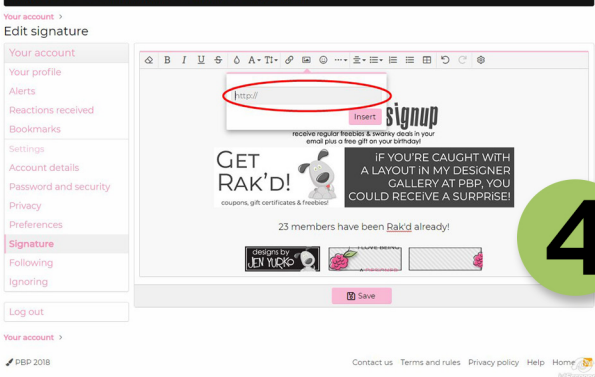 Your account >
Edit signature
Your account
Your profile
Alerts
Reactions received
Bookmarks
Settings
Account details
Password and security
Privacy
Preferences
Signature
Following
Ignoring
Log out
B I U S A
http://
Insert
signup
receive regular freebies & swanky deals in your
email plus a free gift on your birthday!
GET
RAK'D!
coupons, gift certificates & freebies!
iF YOU'RE CAUGHT WiTH
A LAYOUT iN MY DESiGNER
GALLERY AT PBP, YOU
COULD RECEiVE A SURPRiSE!
23 members have been Rak'd already!
designs by
JEN YURKO
I LOVE BEING
4
Save
Your account >
PBP 2018
Contact us Terms and rules Privacy policy Help Home